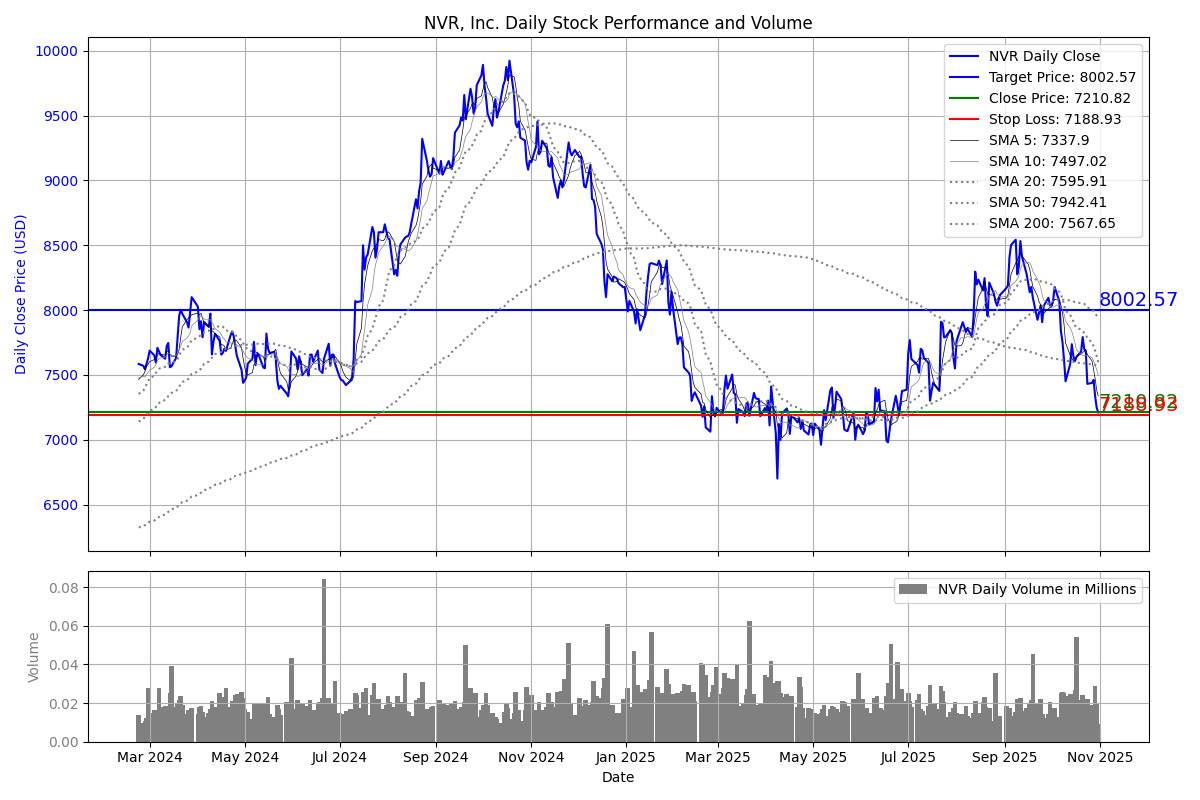 NVR, Inc. Daily Stock Performance and Volume
10000
9500
9000
8500
8000
7500
7000
6500
Daily Close Price (USD)
NVR Daily Close
Target Price: 8002.57
Close Price: 7210.82
Stop Loss: 7188.93
SMA 5: 7337.9
SMA 10: 7497.02
SMA 20: 7595.91
SMA 50: 7942.41
SMA 200: 7567.65
8002.57
7210.82
7188.93
0.08
0.06
0.04
0.02
0.00
Volume
NVR Daily Volume in Millions
Mar 2024
May 2024
Jul 2024
Sep 2024
Nov 2024
Jan 2025
Mar 2025
May 2025
Jul 2025
Sep 2025
Nov 2025
Date